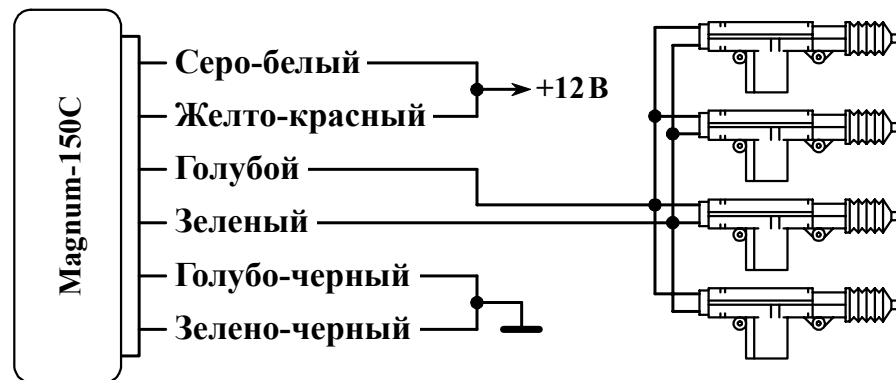 Magnum-150C
Серо-белый
+12 В
Желто-красный
Голубой
Зеленый
Голубо-черный
Зелено-черный